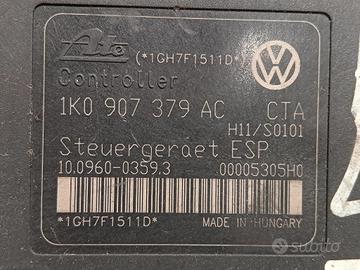 Ate (*1GH7F1511D*)
Controller
1K0 907 379 AC CTA
H11/S0101
Steuergeraet ESP
10.0960-0359.3 00005305H0
*1GH7F1511D* MADE IN HUNGARY
subito